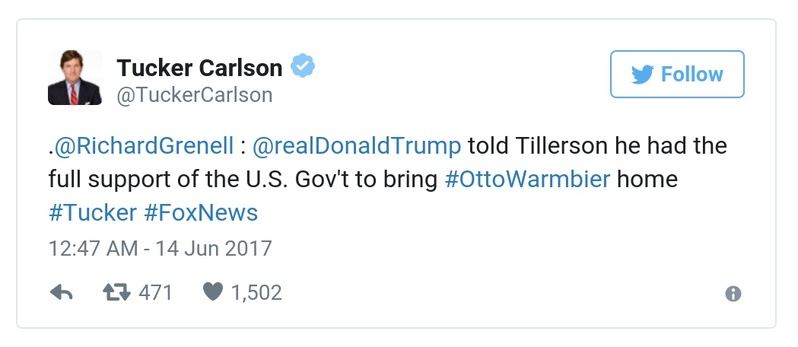 Tucker Carlson
@TuckerCarlson
Follow
.@RichardGrenell : @realDonaldTrump told Tillerson he had the
full support of the U.S. Gov't to bring #OttoWarmbier home
#Tucker #FoxNews
12:47 AM - 14 Jun 2017
471 1,502